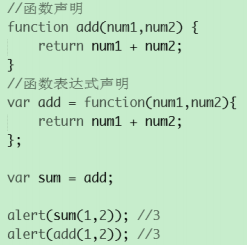 //函数声明
function add(num1,num2) {
    return num1 + num2;
}
//函数表达式声明
var add = function(num1,num2){
    return num1 + num2;
};

var sum = add;

alert(sum(1,2)); //3
alert(add(1,2)); //3